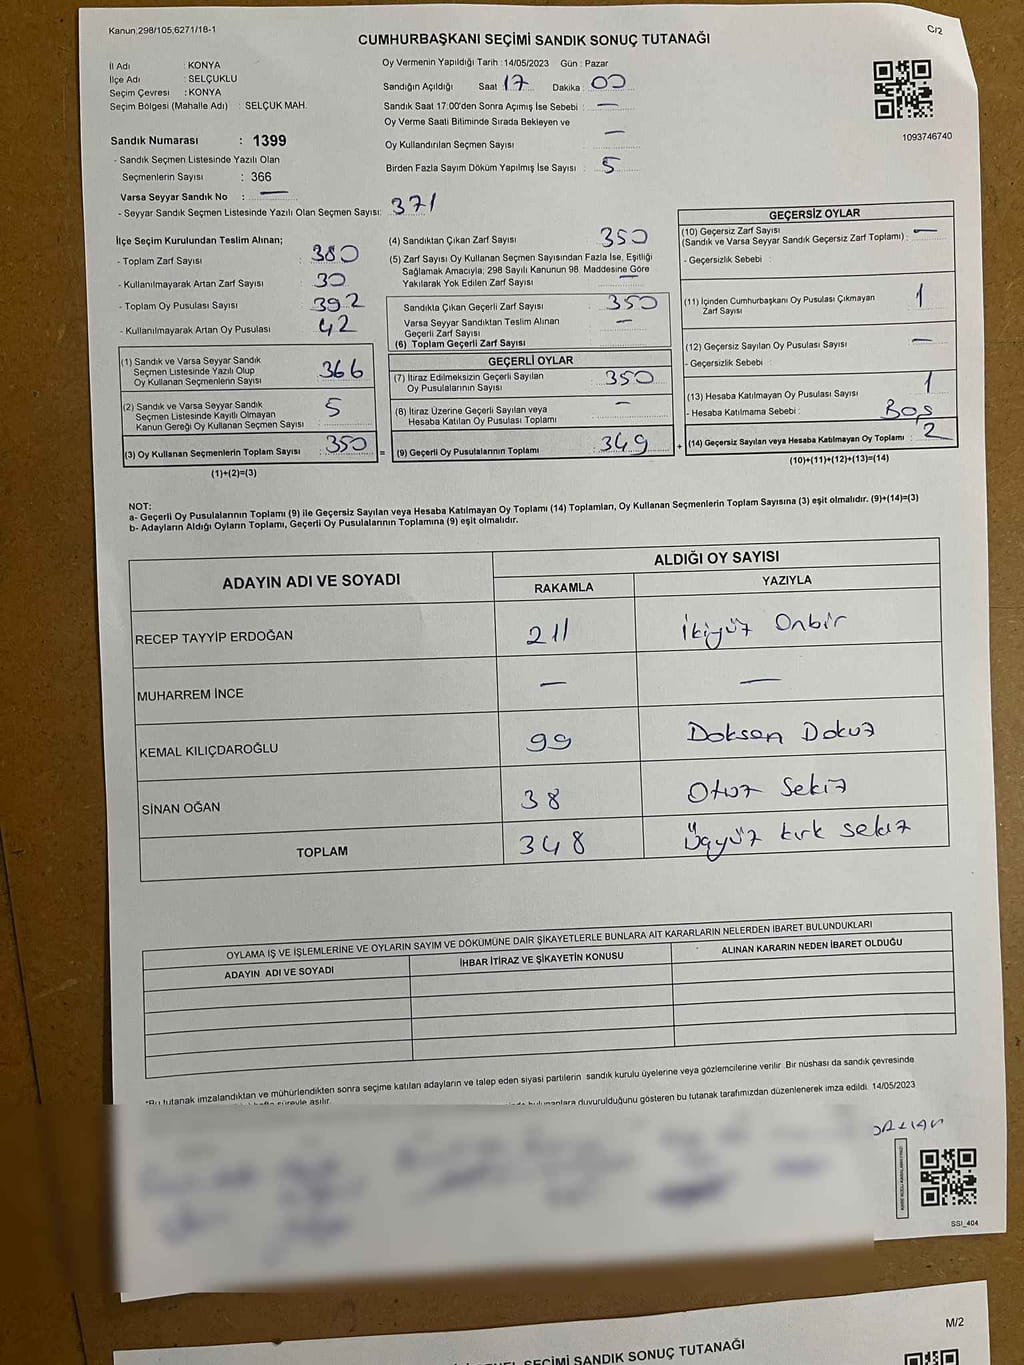 Kanun 298/105,6271/18-1
C/2
CUMHURBAŞKANI SEÇİMİ SANDIK SONUÇ TUTANAĞI
İl Adı : KONYA
İlçe Adı : SELÇUKLU
Seçim Çevresi : KONYA
Seçim Bölgesi (Mahalle Adı) : SELÇUK MAH.
Oy Vermenin Yapıldığı Tarih : 14/05/2023 Gün : Pazar
Sandığın Açıldığı Saat 17 Dakika : 00
Sandık Saat 17:00'den Sonra Açımış İse Sebebi : —
Oy Verme Saati Bitiminde Sırada Bekleyen ve
Oy Kullandırılan Seçmen Sayısı —
Birden Fazla Sayım Döküm Yapılmış İse Sayısı : 5
1093746740
Sandık Numarası : 1399
- Sandık Seçmen Listesinde Yazılı Olan
Seçmenlerin Sayısı : 366
Varsa Seyyar Sandık No : —
- Seyyar Sandık Seçmen Listesinde Yazılı Olan Seçmen Sayısı: 371
İlçe Seçim Kurulundan Teslim Alınan;
- Toplam Zarf Sayısı 380
- Kullanılmayarak Artan Zarf Sayısı 30
- Toplam Oy Pusulası Sayısı 392
- Kullanılmayarak Artan Oy Pusulası 42
(1) Sandık ve Varsa Seyyar Sandık
Seçmen Listesinde Yazılı Olup
Oy Kullanan Seçmenlerin Sayısı 366
(2) Sandık ve Varsa Seyyar Sandık
Seçmen Listesinde Kayıtlı Olmayan
Kanun Gereği Oy Kullanan Seçmen Sayısı 5
(3) Oy Kullanan Seçmenlerin Toplam Sayısı : 350 =
(1)+(2)=(3)
(4) Sandıktan Çıkan Zarf Sayısı 350
(5) Zarf Sayısı Oy Kullanan Seçmen Sayısından Fazla İse, Eşitliği
Sağlamak Amacıyla; 298 Sayılı Kanunun 98. Maddesine Göre
Yakılarak Yok Edilen Zarf Sayısı —
Sandıkla Çıkan Geçerli Zarf Sayısı 350
Varsa Seyyar Sandıktan Teslim Alınan
Geçerli Zarf Sayısı —
(6) Toplam Geçerli Zarf Sayısı
GEÇERLİ OYLAR
(7) İtiraz Edilmeksizin Geçerli Sayılan
Oy Pusulalarının Sayısı 350
(8) İtiraz Üzerine Geçerli Sayılan veya
Hesaba Katılan Oy Pusulası Toplamı —
(9) Geçerli Oy Pusulalarının Toplamı : 349 +
GEÇERSİZ OYLAR
(10) Geçersiz Zarf Sayısı
(Sandık ve Varsa Seyyar Sandık Geçersiz Zarf Toplamı) : —
- Geçersizlik Sebebi :
(11) İçinden Cumhurbaşkanı Oy Pusulası Çıkmayan
Zarf Sayısı 1
(12) Geçersiz Sayılan Oy Pusulası Sayısı : —
- Geçersizlik Sebebi :
(13) Hesaba Katılmayan Oy Pusulası Sayısı 1
- Hesaba Katılmama Sebebi : Boş
(14) Geçersiz Sayılan veya Hesaba Katılmayan Oy Toplamı : 2
(10)+(11)+(12)+(13)=(14)
NOT:
a- Geçerli Oy Pusulalarının Toplamı (9) ile Geçersiz Sayılan veya Hesaba Katılmayan Oy Toplamı (14) Toplamları, Oy Kullanan Seçmenlerin Toplam Sayısına (3) eşit olmalıdır. (9)+(14)=(3)
b- Adayların Aldığı Oyların Toplamı, Geçerli Oy Pusulalarının Toplamına (9) eşit olmalıdır.
ADAYIN ADI VE SOYADI
ALDIĞI OY SAYISI
RAKAMLA YAZIYLA
RECEP TAYYİP ERDOĞAN 211 İkiyüz Onbir
MUHARREM İNCE — —
KEMAL KILIÇDAROĞLU 99 Doksan Dokuz
SİNAN OĞAN 38 Otuz Sekiz
TOPLAM 348 Üçyüz kırk sekiz
OYLAMA İŞ VE İŞLEMLERİNE VE OYLARIN SAYIM VE DÖKÜMÜNE DAİR ŞİKAYETLERLE BUNLARA AİT KARARLARIN NELERDEN İBARET BULUNDUKLARI
ADAYIN ADI VE SOYADI İHBAR İTİRAZ VE ŞİKAYETİN KONUSU ALINAN KARARIN NEDEN İBARET OLDUĞU
*Bu tutanak imzalandıktan ve mühürlendikten sonra seçime katılan adayların ve talep eden siyasi partilerin sandık kurulu üyelerine veya gözlemcilerine verilir. Bir nüshası da sandık çevresinde
hafta süreyle asılır.
bulunanlara duyurulduğunu gösteren bu tutanak tarafımızdan düzenlenerek imza edildi. 14/05/2023
SSI_404
M/2
GENEL SEÇİMİ SANDIK SONUÇ TUTANAĞI